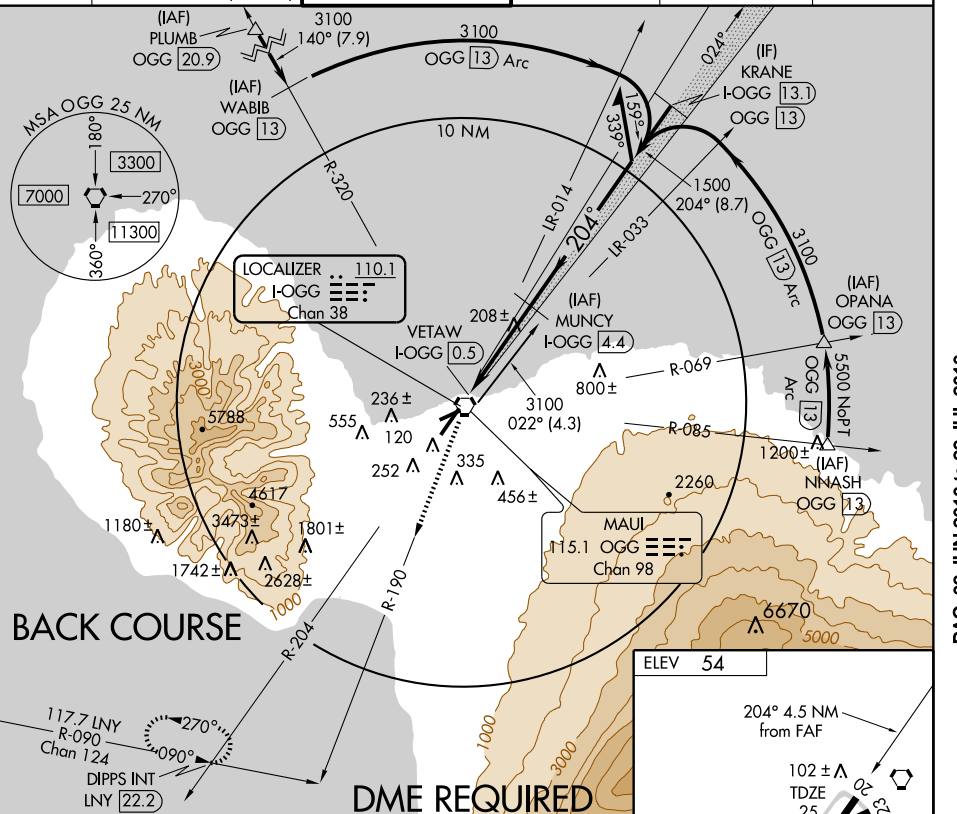 (IAF)
PLUMB
OGG 20.9
3100
140° (7.9)
3100
OGG 13 Arc
(IAF)
WABIB
OGG 13
024°
(IF)
KRANE
I-OGG 13.1
OGG 13
MSA OGG 25 NM
180°
3300
7000
270°
11300
360°
10 NM
159°
339°
R-320
1500
204° (8.7)
LR-014
204°
LR-033
3100
OGG 13 Arc
LOCALIZER 110.1
I-OGG
Chan 38
(IAF)
OPANA
OGG 13
208±
(IAF)
MUNCY
I-OGG 4.4
VETAW
I-OGG 0.5
R-069
800±
5500 NoPT
OGG 13 Arc
3000
5788
236±
555
120
252
335
456±
3100
022° (4.3)
R-085
1200±
(IAF)
NNASH
OGG 13
2260
4617
3473±
1180±
1801±
1742±
2628±
1000
MAUI
115.1 OGG
Chan 98
R-190
R-204
6670
5000
BACK COURSE
ELEV 54
117.7 LNY
R-090
Chan 124
270°
090°
DIPPS INT
LNY 22.2
1000
3000
204° 4.5 NM
from FAF
102±
TDZE
25
20
23
DME REQUIRED